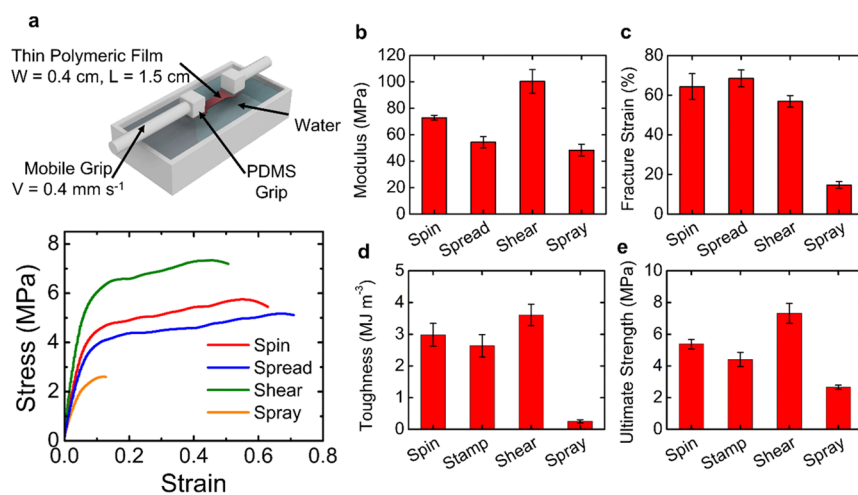 a
Thin Polymeric Film
W = 0.4 cm, L = 1.5 cm
Water
Mobile Grip
V = 0.4 mm s⁻¹
PDMS
Grip
Stress (MPa)
8
6
4
2
0
Spin
Spread
Shear
Spray
0.0 0.2 0.4 0.6 0.8
Strain
b
Modulus (MPa)
120
100
80
60
40
20
0
Spin Spread Shear Spray
c
Fracture Strain (%)
80
60
40
20
0
Spin Spread Shear Spray
d
Toughness (MJ m⁻³)
5
4
3
2
1
0
Spin Stamp Shear Spray
e
Ultimate Strength (MPa)
10
8
6
4
2
0
Spin Stamp Shear Spray